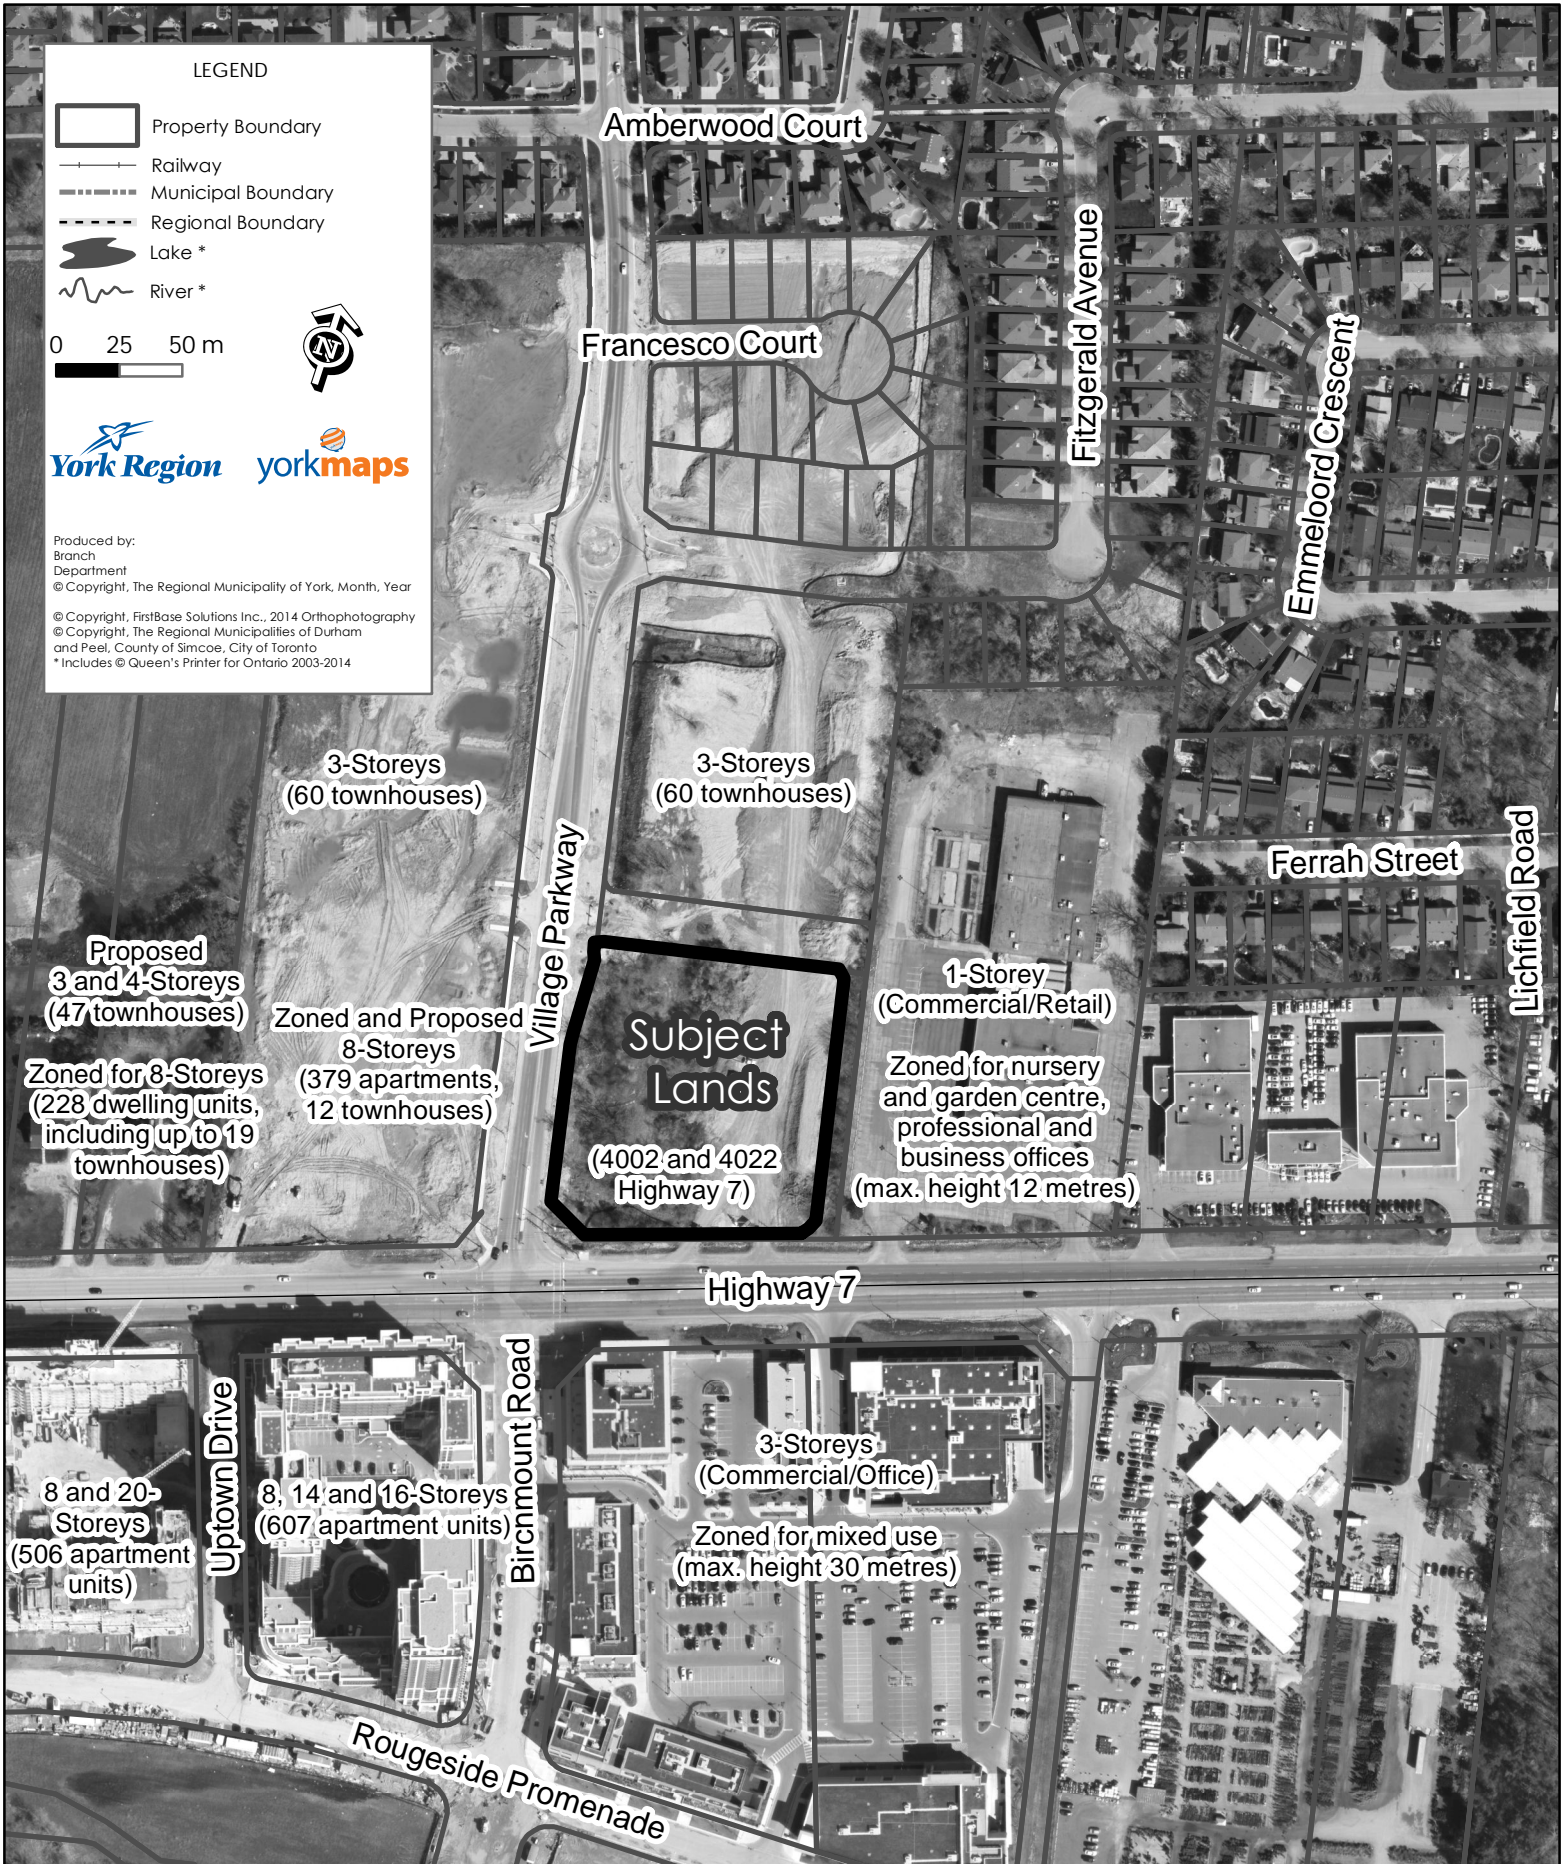 LEGEND
Property Boundary
Railway
Municipal Boundary
Regional Boundary
Lake *
River *
0 25 50 m
N
York Region
yorkmaps
Produced by:
Branch
Department
© Copyright, The Regional Municipality of York, Month, Year
© Copyright, FirstBase Solutions Inc., 2014 Orthophotography
© Copyright, The Regional Municipalities of Durham
and Peel, County of Simcoe, City of Toronto
* Includes © Queen's Printer for Ontario 2003-2014
Amberwood Court
Francesco Court
Fitzgerald Avenue
Emmeloord Crescent
3-Storeys
(60 townhouses)
3-Storeys
(60 townhouses)
Village Parkway
Ferrah Street
Lichfield Road
Proposed
3 and 4-Storeys
(47 townhouses)
Zoned for 8-Storeys
(228 dwelling units,
including up to 19
townhouses)
Zoned and Proposed
8-Storeys
(379 apartments,
12 townhouses)
Subject
Lands
(4002 and 4022
Highway 7)
1-Storey
(Commercial/Retail)
Zoned for nursery
and garden centre,
professional and
business offices
(max. height 12 metres)
Highway 7
8 and 20-
Storeys
(506 apartment
units)
Uptown Drive
8, 14 and 16-Storeys
(607 apartment units)
Birchmount Road
3-Storeys
(Commercial/Office)
Zoned for mixed use
(max. height 30 metres)
Rougeside Promenade